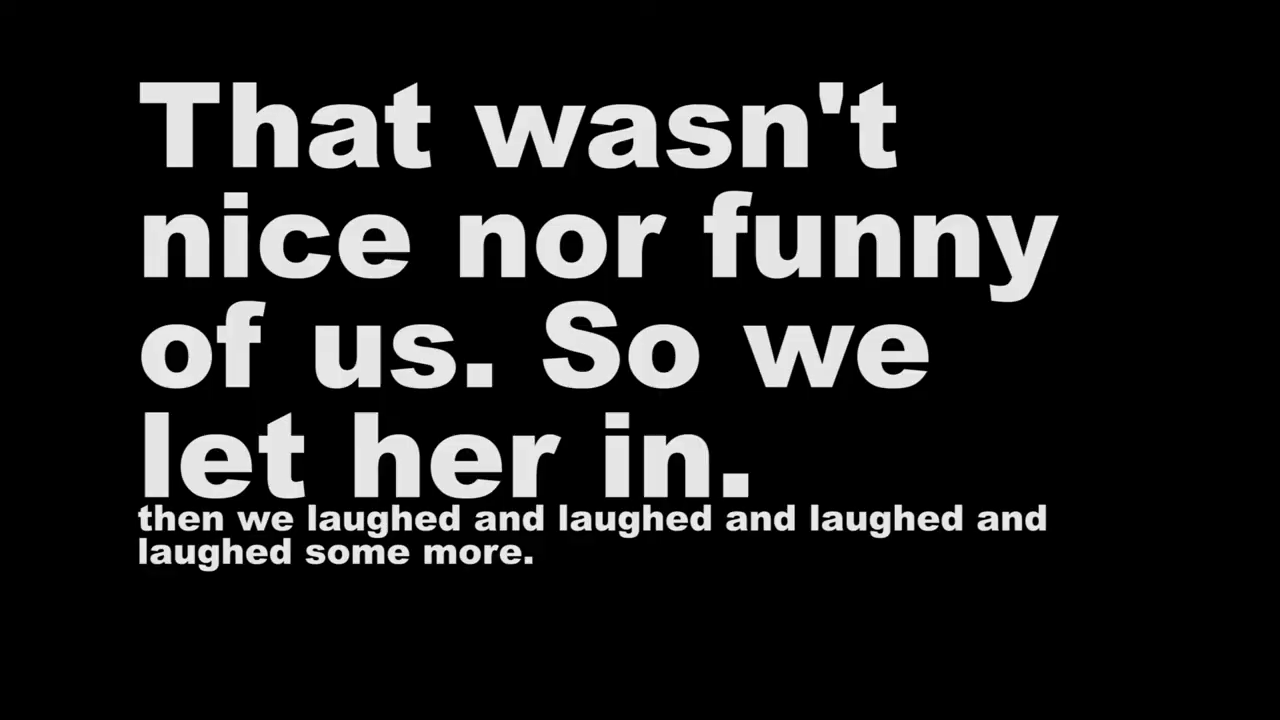 That wasn't
nice nor funny
of us. So we
let her in.
then we laughed and laughed and laughed and
laughed some more.